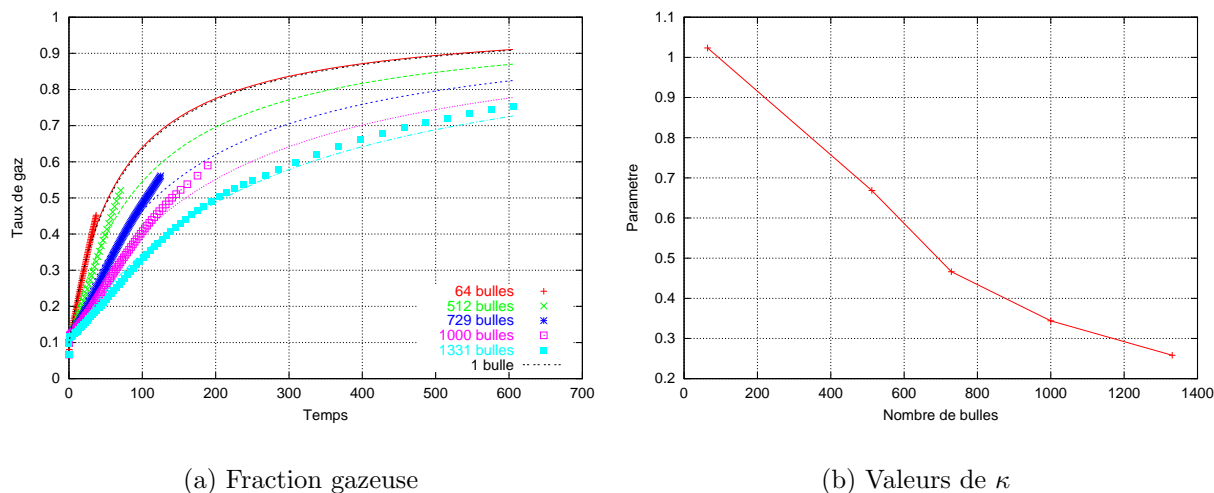 1
0.9
0.8
0.7
0.6
0.5
0.4
0.3
0.2
0.1
0
0 100 200 300 400 500 600 700
Taux de gaz
Temps
64 bulles
512 bulles
729 bulles
1000 bulles
1331 bulles
1 bulle
(a) Fraction gazeuse
1.1
1
0.9
0.8
0.7
0.6
0.5
0.4
0.3
0.2
0 200 400 600 800 1000 1200 1400
Parametre
Nombre de bulles
(b) Valeurs de κ